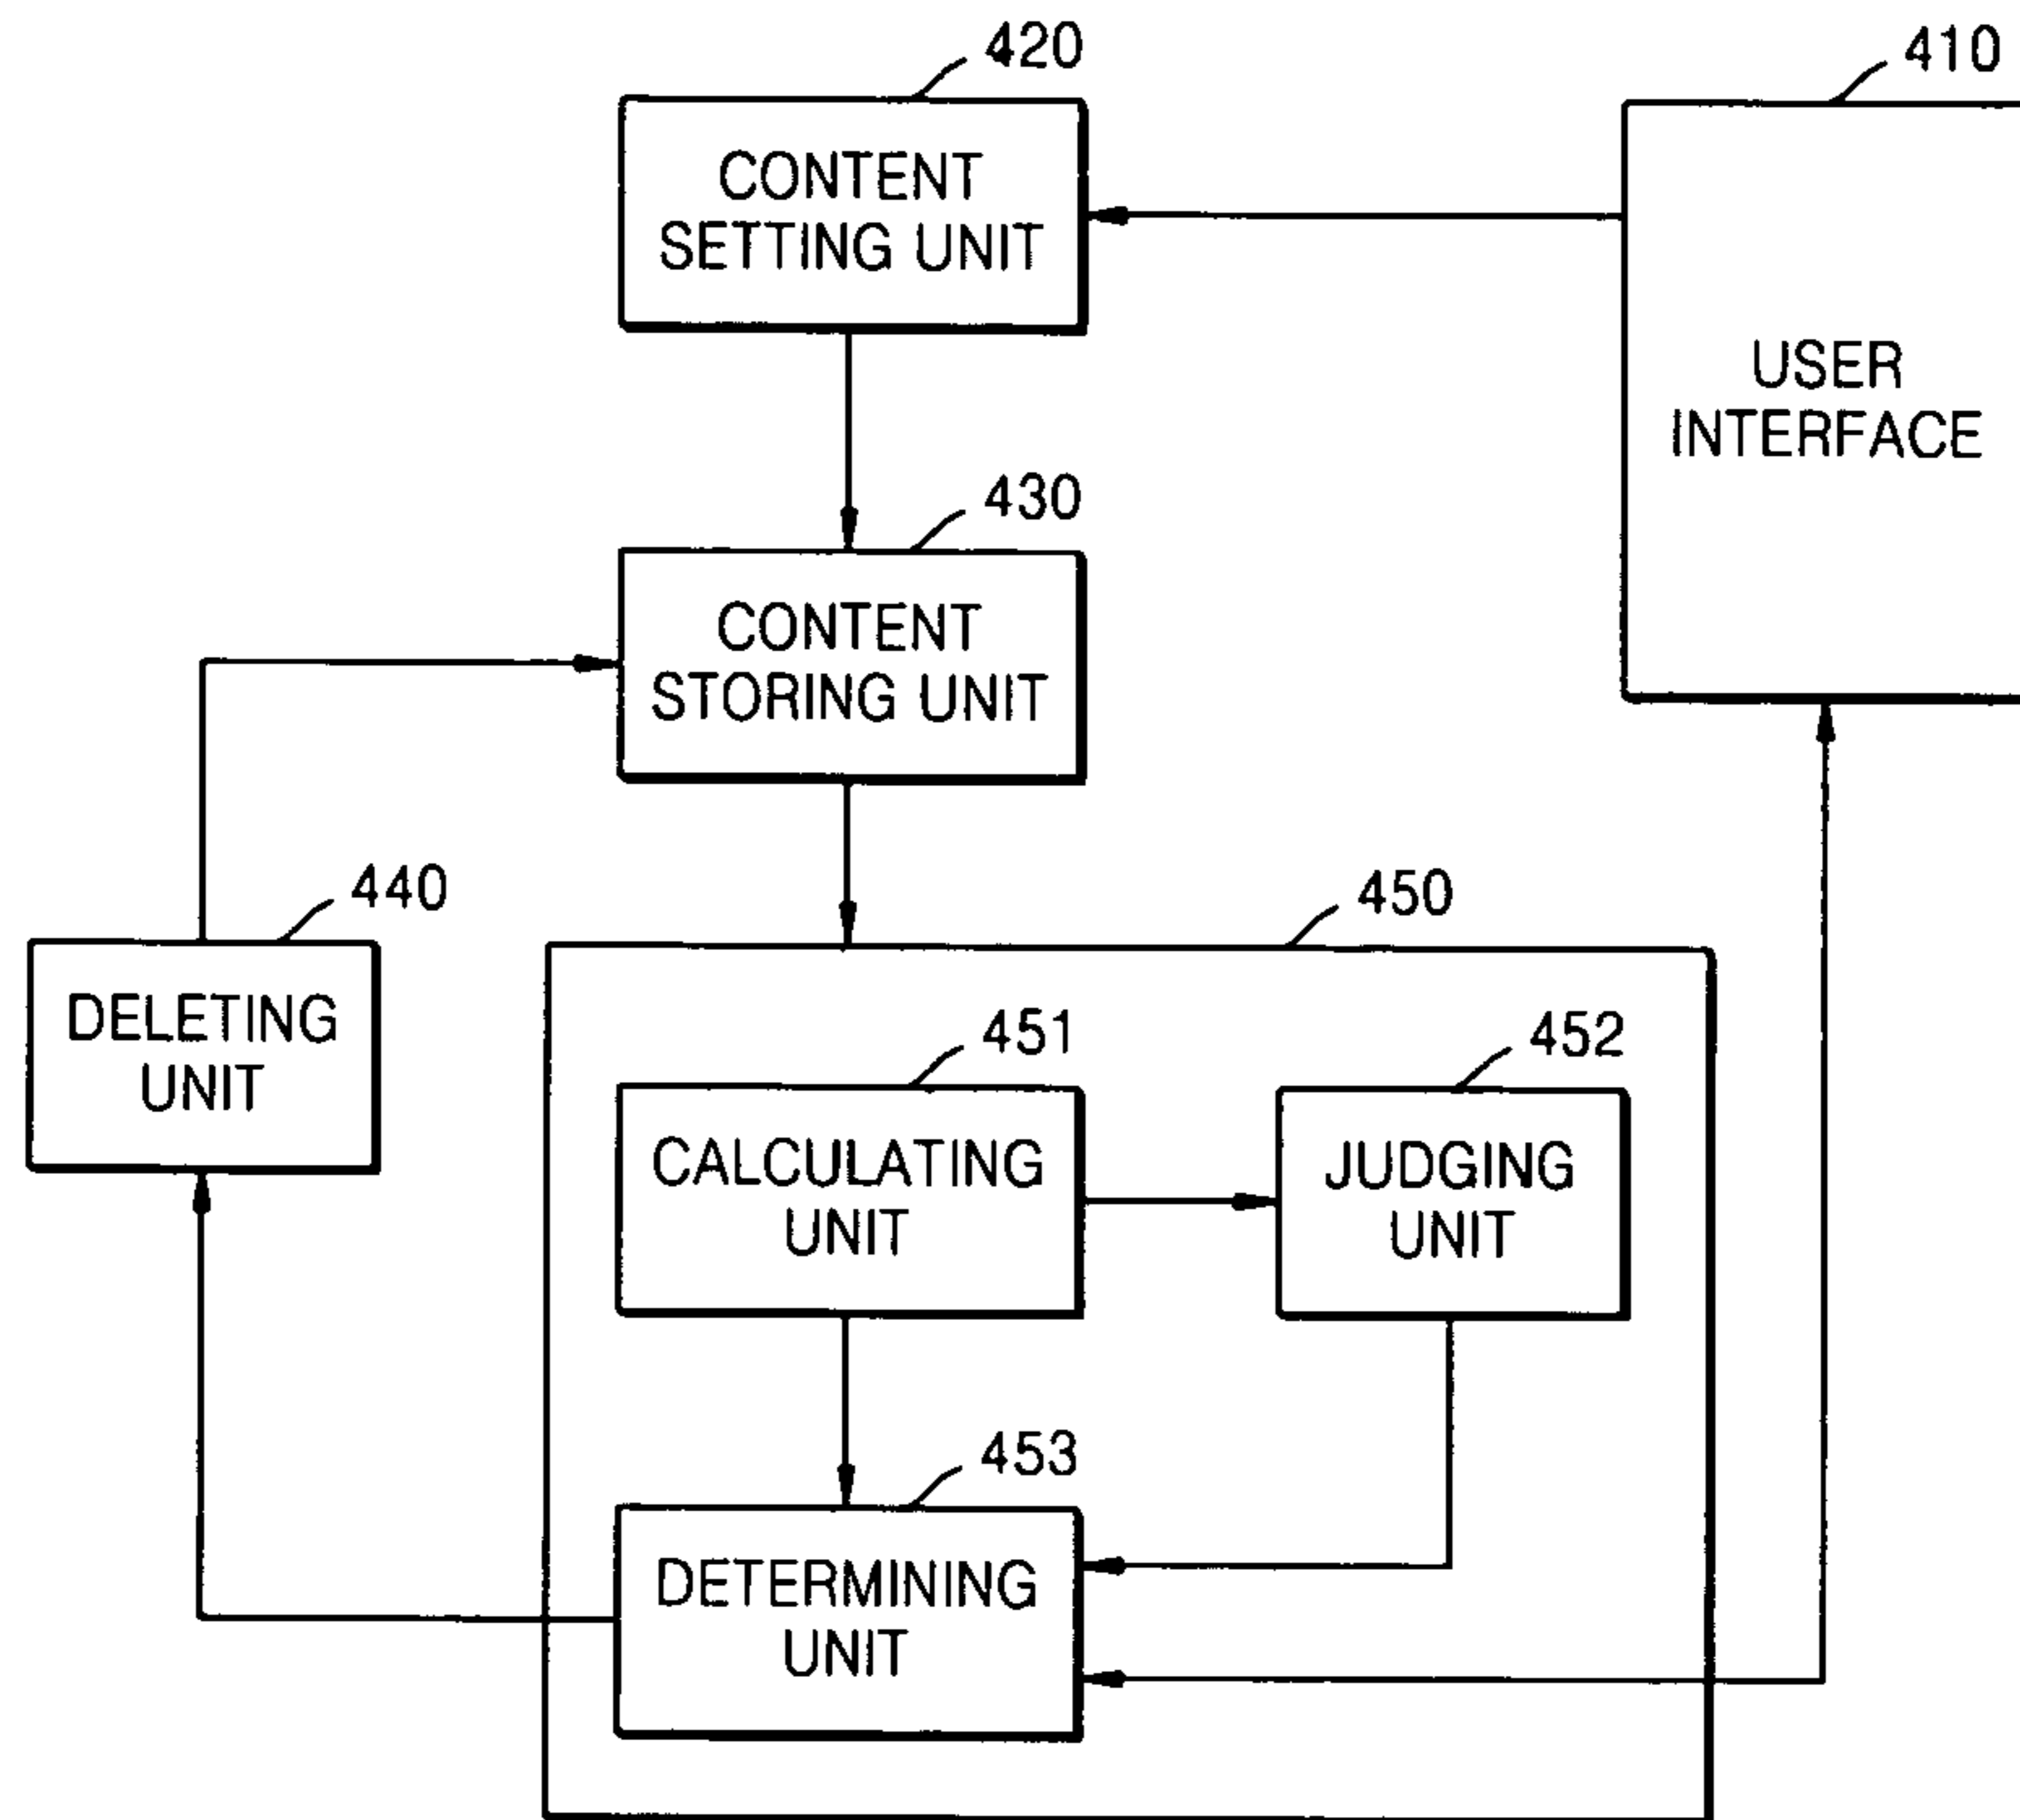 420
410
CONTENT
SETTING UNIT
USER
INTERFACE
430
CONTENT
STORING UNIT
440
450
DELETING
UNIT
451
452
CALCULATING
UNIT
JUDGING
UNIT
453
DETERMINING
UNIT